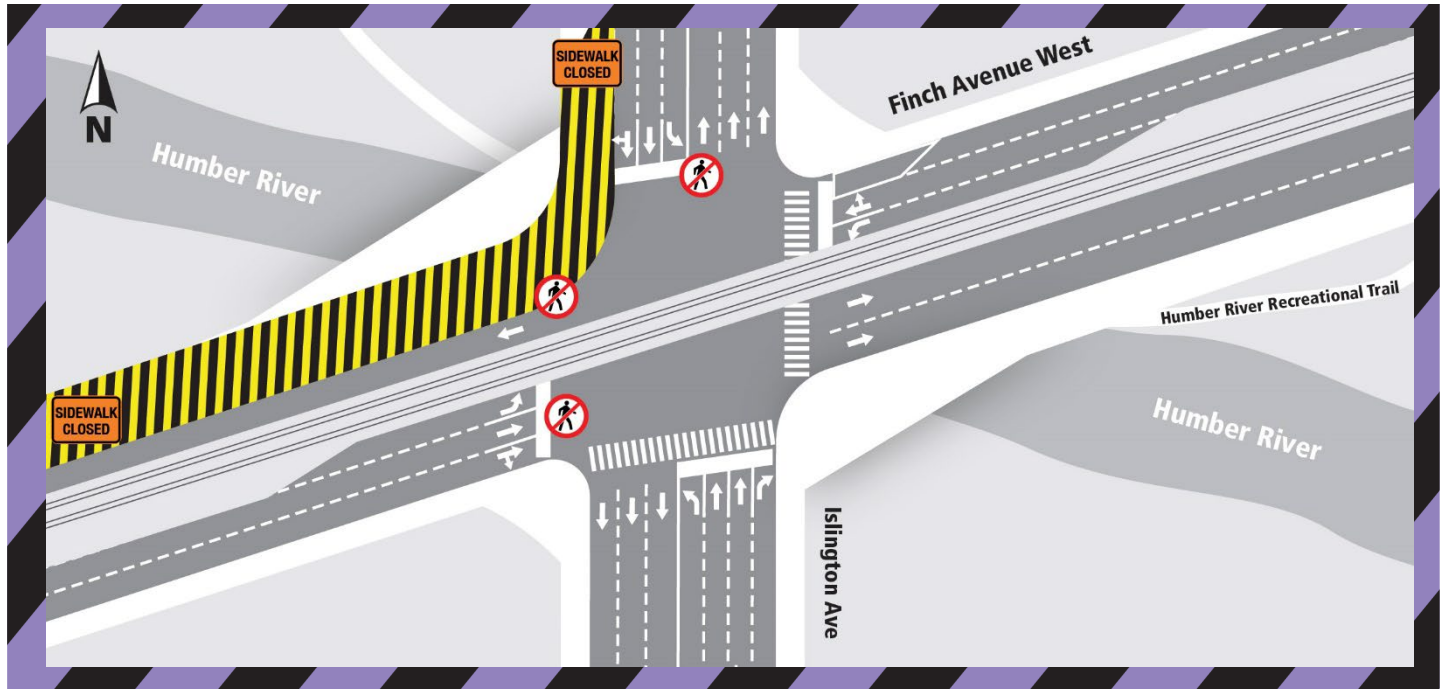 SIDEWALK
CLOSED
Finch Avenue West
N
Humber River
Humber River Recreational Trail
SIDEWALK
CLOSED
Humber River
Islington Ave